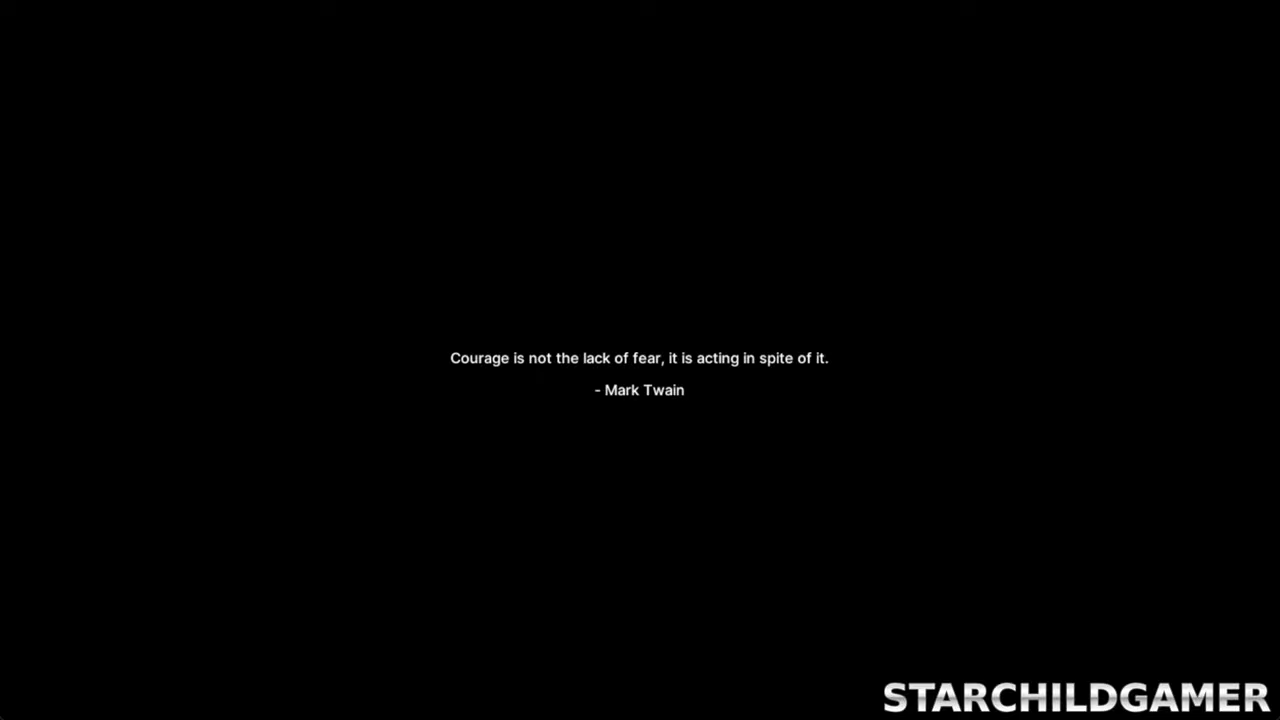 Courage is not the lack of fear, it is acting in spite of it.
- Mark Twain
STARCHILDGAMER